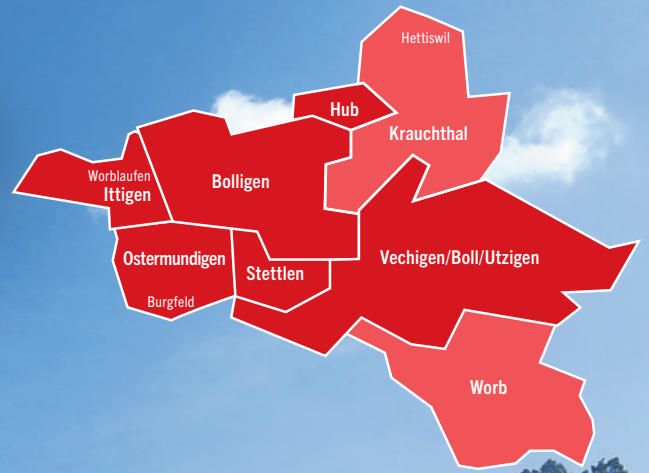 Hettiswil
Hub
Krauchthal
Worblaufen
Ittigen
Bolligen
Ostermundigen
Vechigen/Boll/Utzigen
Stettlen
Burgfeld
Worb